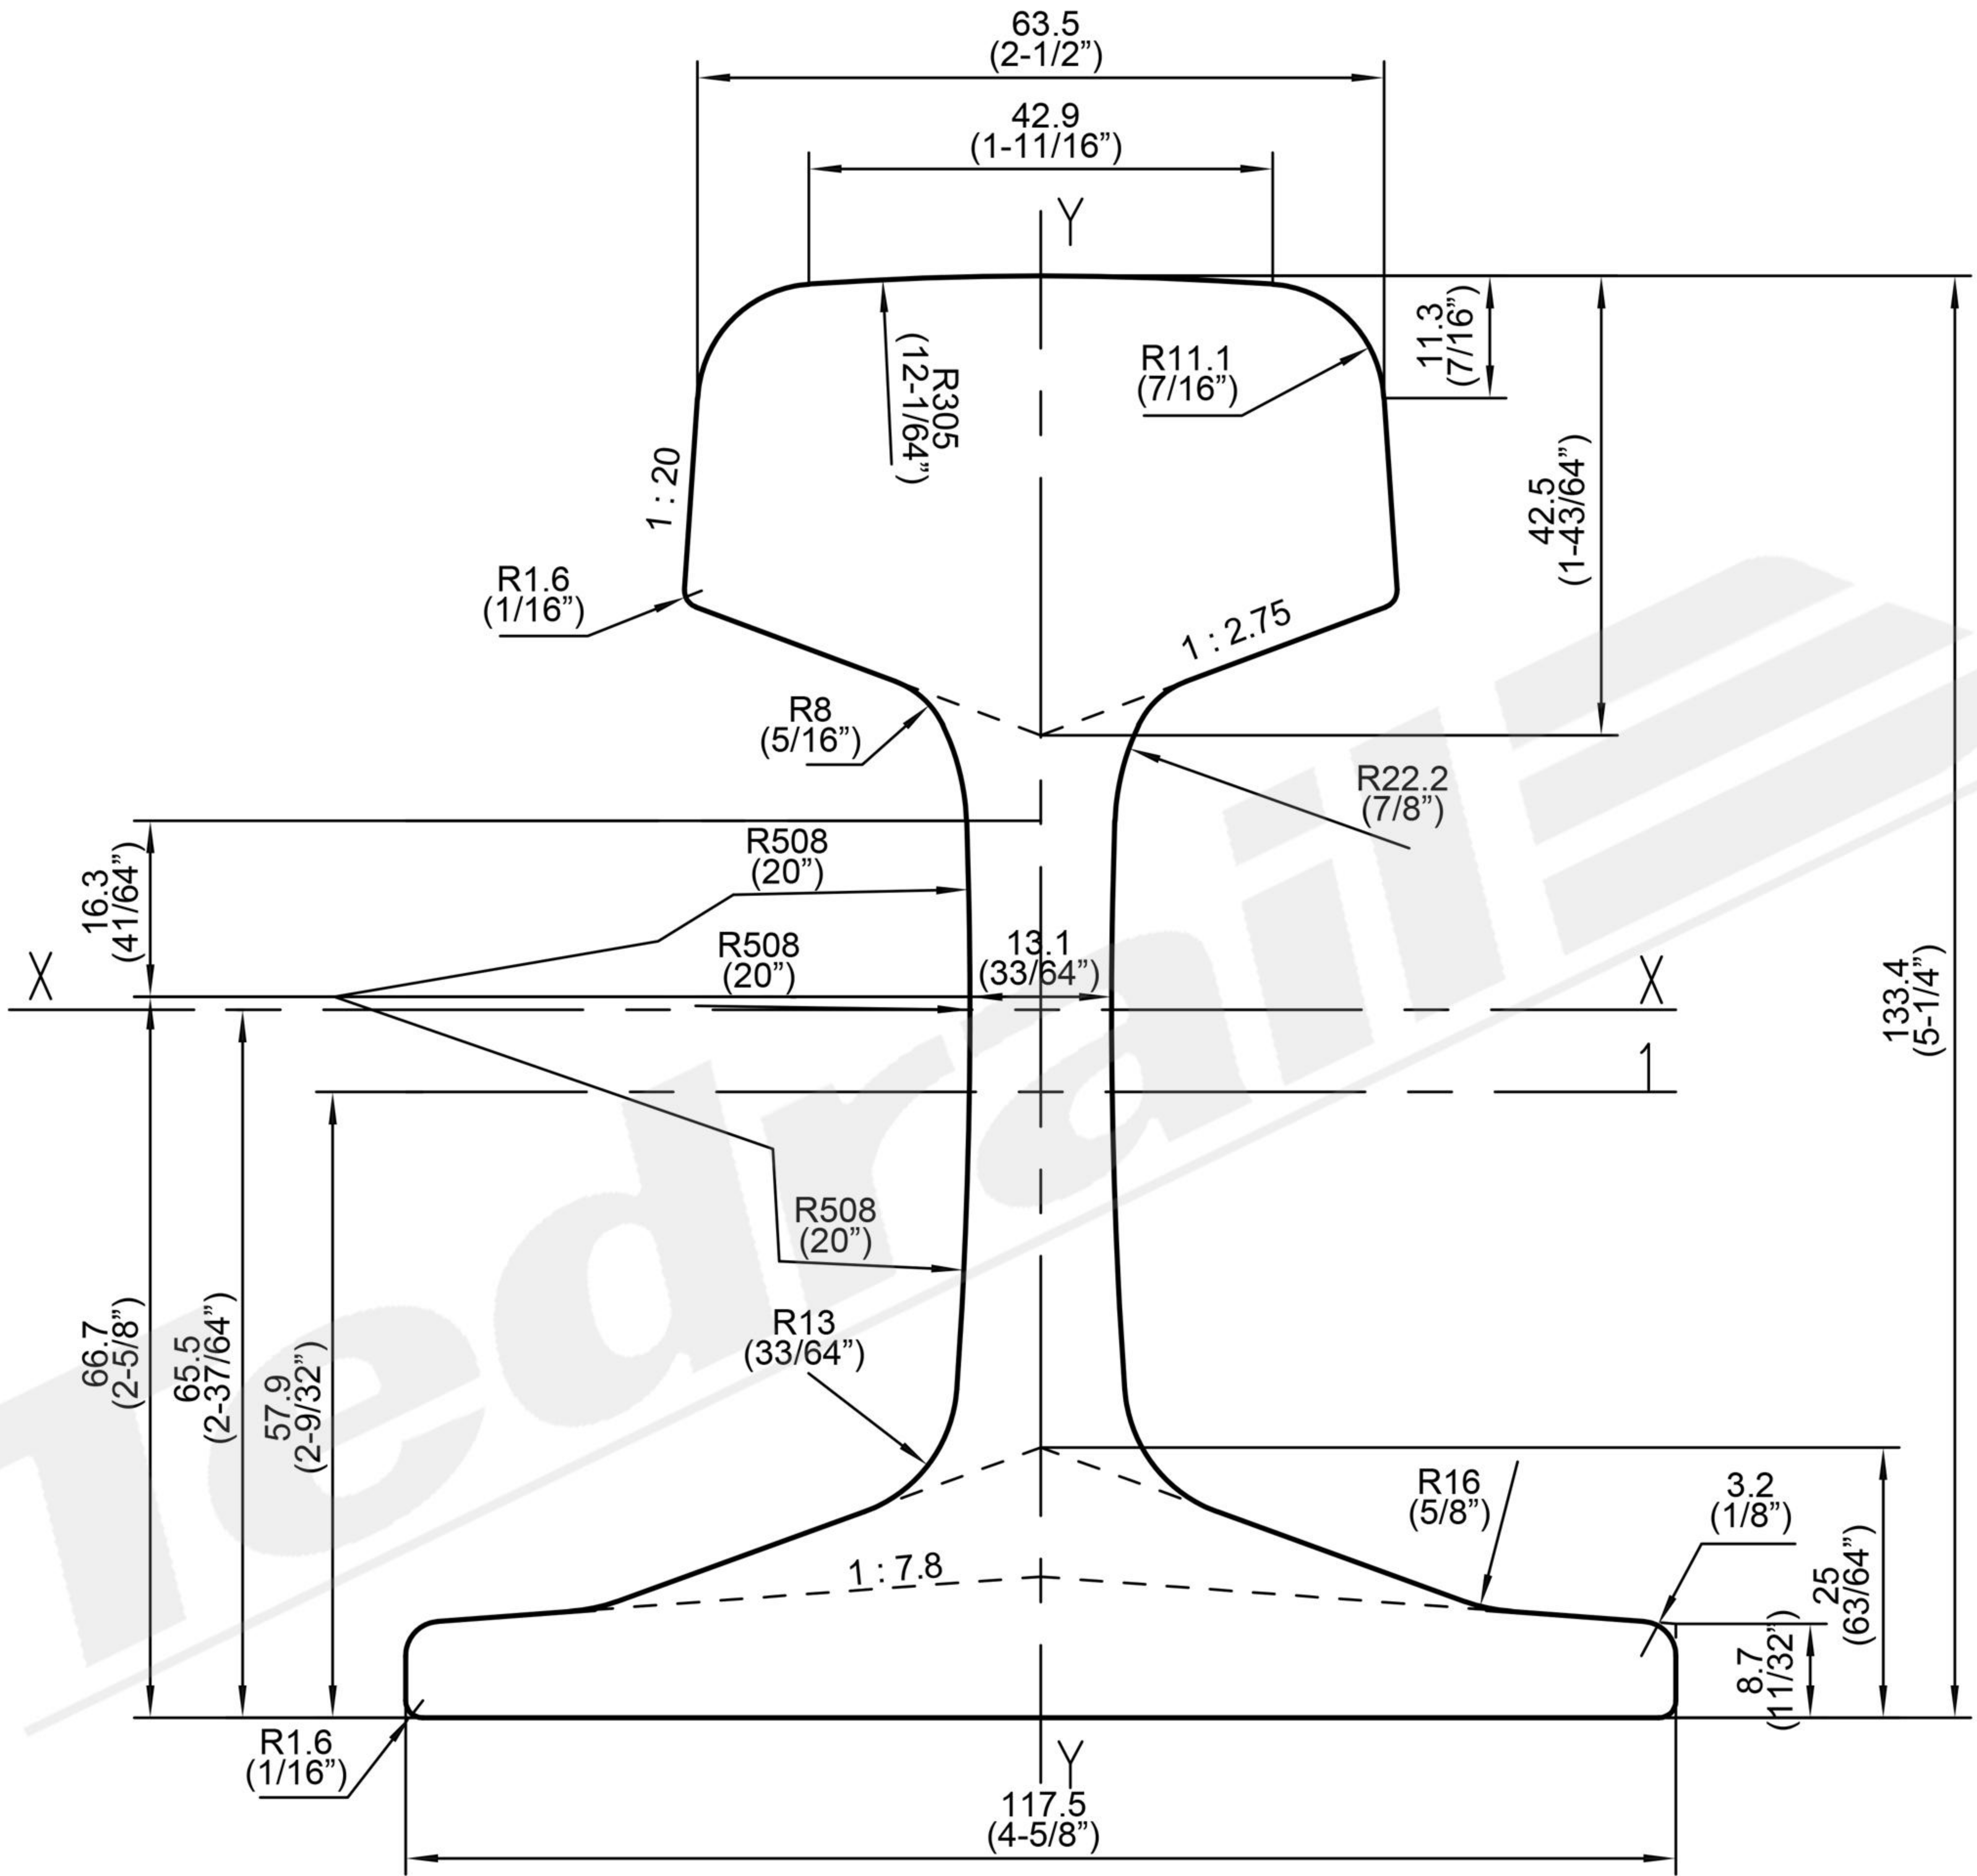 63.5
(2-1/2”)
42.9
(1-11/16”)
Y
11.3
(7/16”)
R305
(12-1/64”)
R11.1
(7/16”)
1 : 20
42.5
(1-43/64”)
R1.6
(1/16”)
1 : 2.75
R8
(5/16”)
R22.2
(7/8”)
16.3
(41/64”)
R508
(20”)
R508
(20”)
13.1
(33/64”)
X
X
133.4
(5-1/4”)
1
R508
(20”)
66.7
(2-5/8”)
65.5
(2-37/64”)
57.9
(2-9/32”)
R13
(33/64”)
R16
(5/8”)
3.2
(1/8”)
1 : 7.8
25
(63/64”)
8.7
(11/32”)
R1.6
(1/16”)
Y
117.5
(4-5/8”)
Tedrail